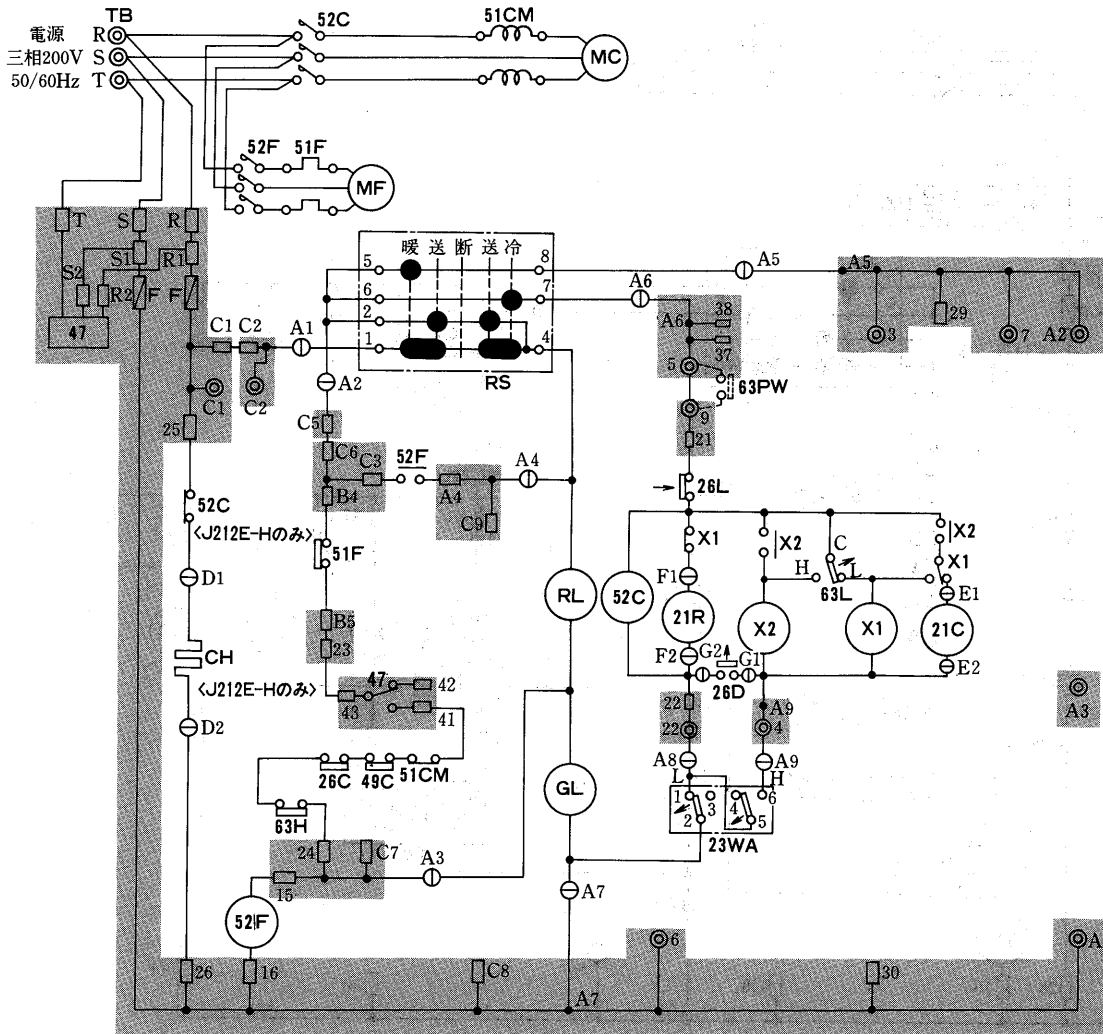 TB
52C
51CM
電源 R
三相200V S
50/60Hz T
MC
52F
51F
MF
T
S
R
S1
R1
S2
R2
F
F
47
暖 送 断 送 冷
5
8
6
7
2
1
4
RS
A5
A5
A6
C1
C2
A1
C1
C2
A2
A6
38
37
5
63PW
9
21
3
29
7
A2
25
C5
C6
C3
52F
A4
A4
B4
C9
26L
52C
〈J212E-Hのみ〉
51F
X1
X2
H
C
L
63L
X2
X1
D1
F1
E1
RL
52C
21R
X2
X1
21C
B5
23
F2
G2
G1
26D
E2
CH
〈J212E-Hのみ〉
47
42
43
41
22
22
A9
4
A3
D2
A8
A9
26C
49C
51CM
GL
L
H
1
3
4
6
2
5
23WA
63H
24
C7
A3
15
52F
A7
6
A
26
16
C8
A7
30